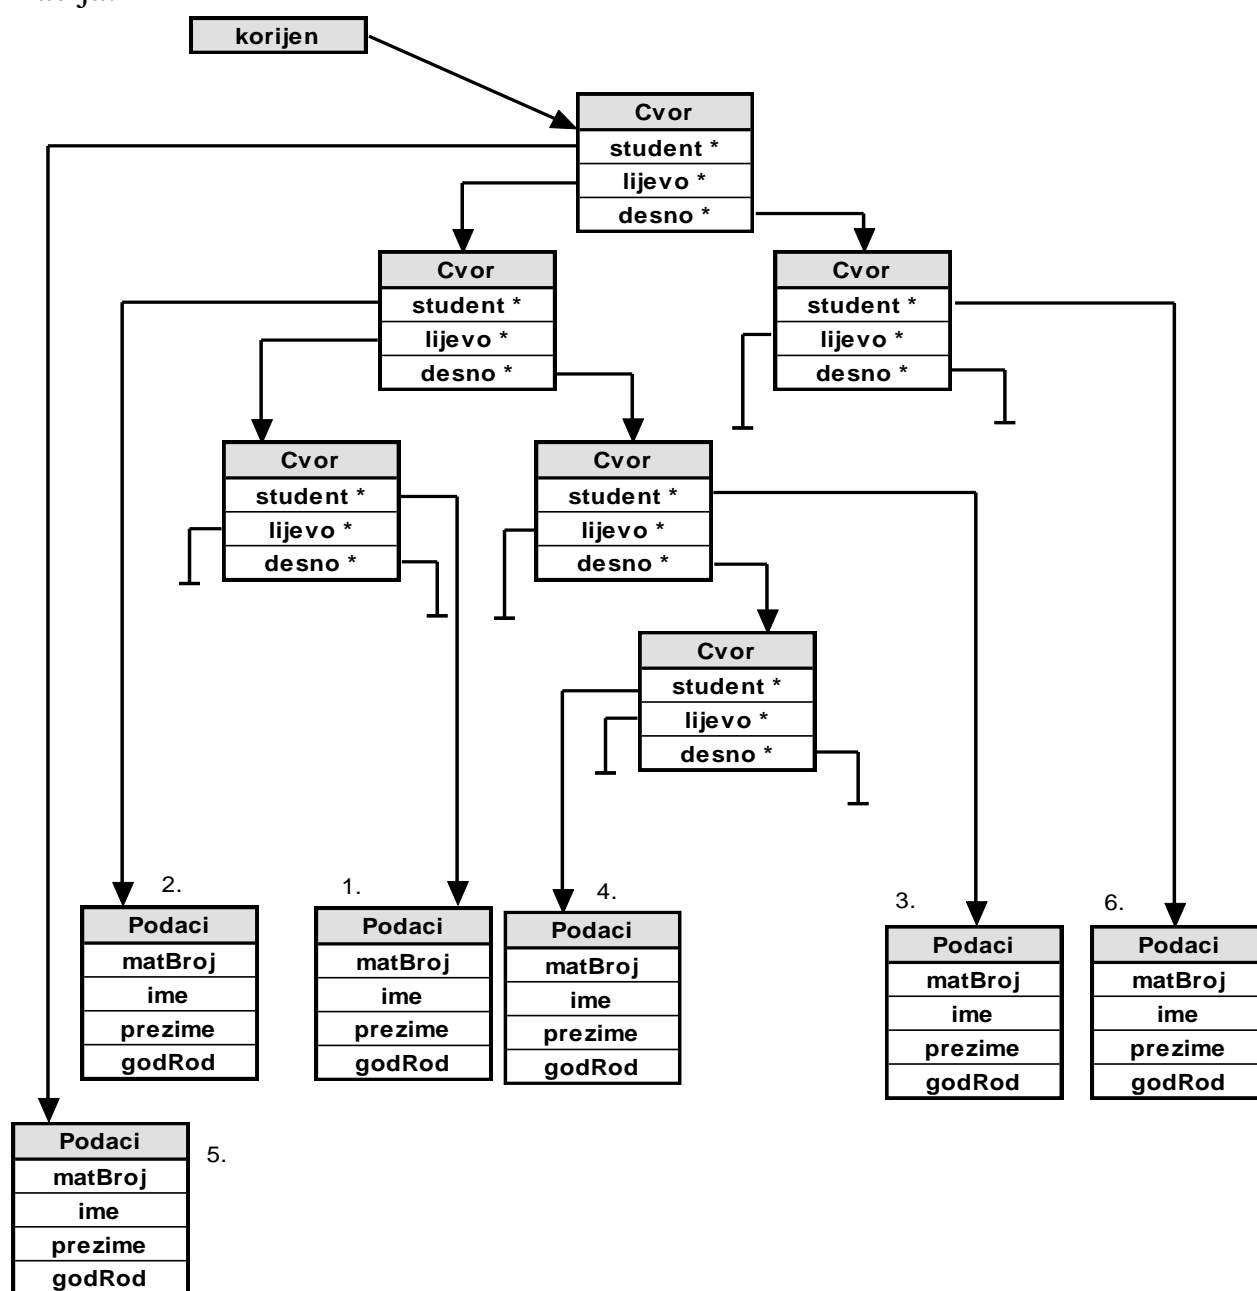 korijen
Cvor
student *
lijevo *
desno *
Cvor
student *
lijevo *
desno *
Cvor
student *
lijevo *
desno *
Cvor
student *
lijevo *
desno *
Cvor
student *
lijevo *
desno *
Cvor
student *
lijevo *
desno *
2.
Podaci
matBroj
ime
prezime
godRod
1.
Podaci
matBroj
ime
prezime
godRod
4.
Podaci
matBroj
ime
prezime
godRod
3.
Podaci
matBroj
ime
prezime
godRod
6.
Podaci
matBroj
ime
prezime
godRod
5.
Podaci
matBroj
ime
prezime
godRod